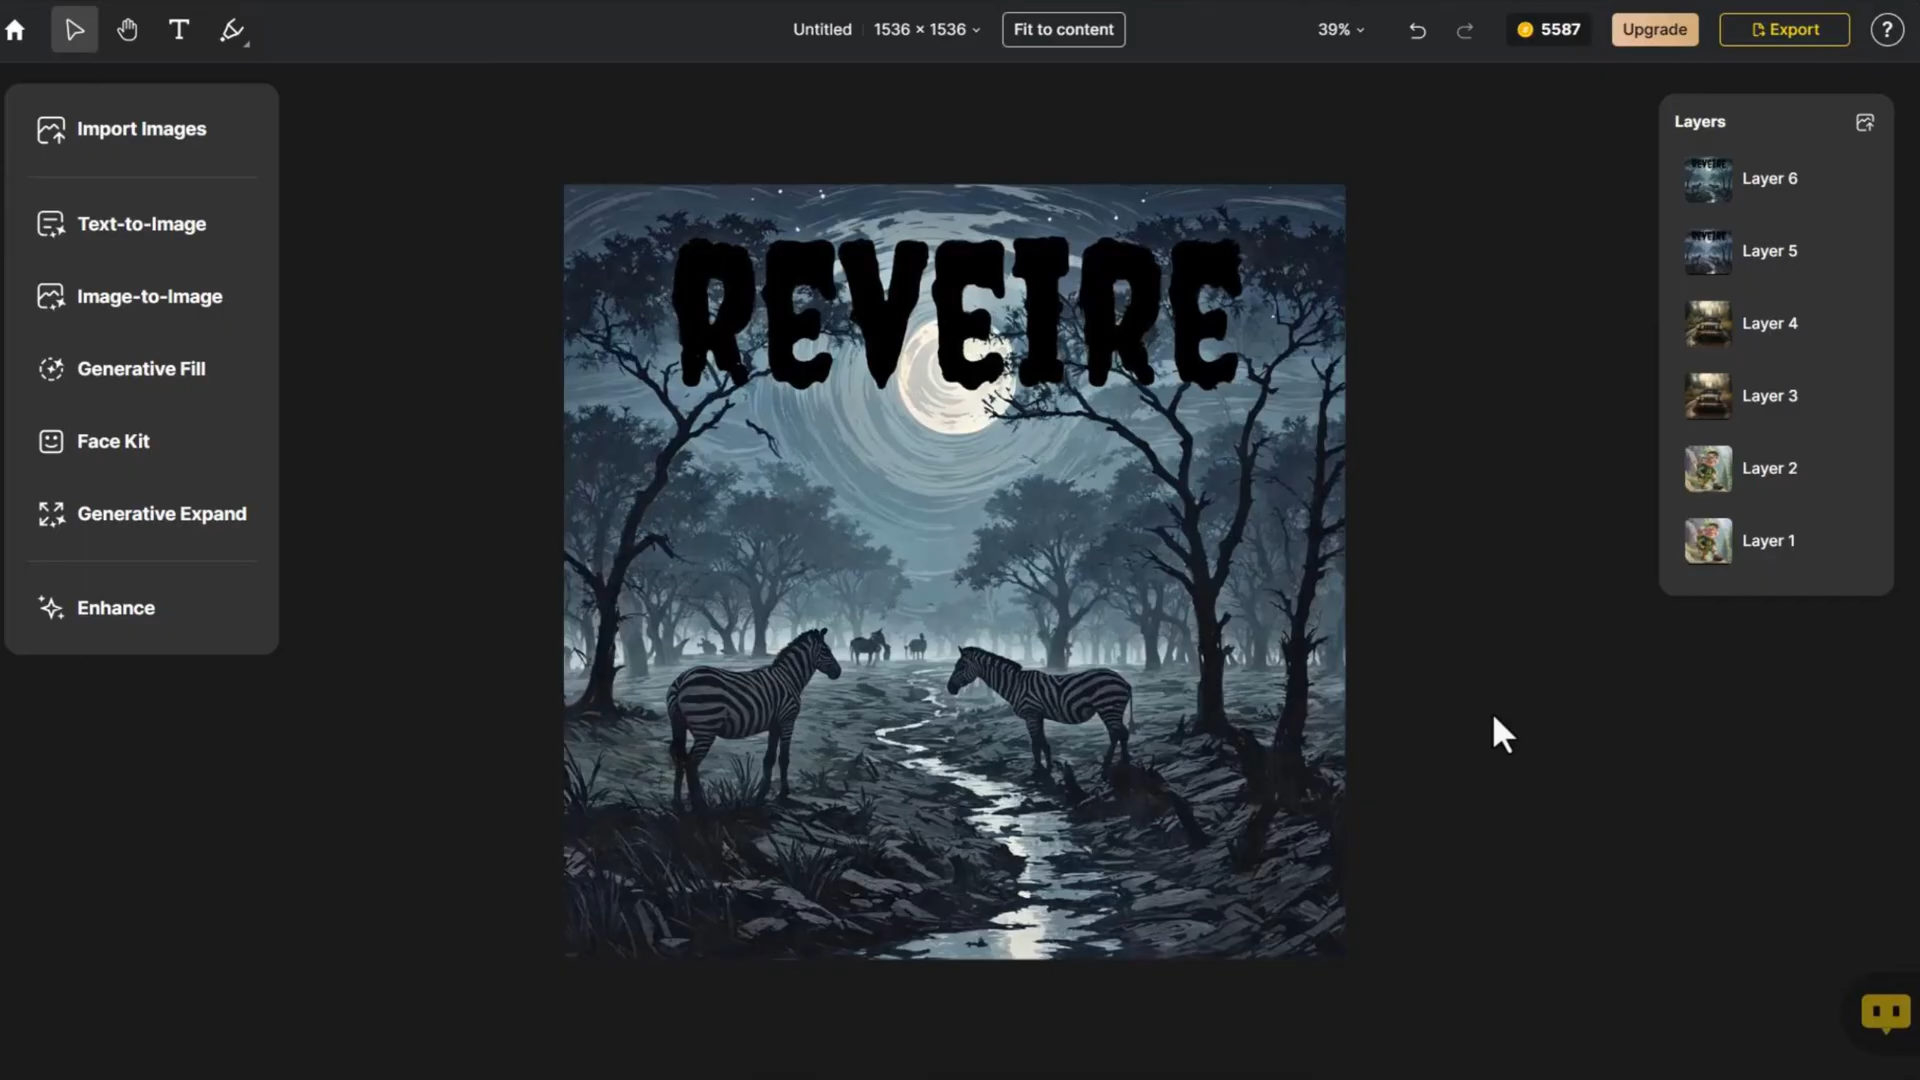 T
Untitled
1536 × 1536
Fit to content
39%
5587
Upgrade
Export
?
Import Images
Text-to-Image
Image-to-Image
Generative Fill
Face Kit
Generative Expand
Enhance
REVEIRE
Layers
REVEIRE
Layer 6
REVEIRE
Layer 5
Layer 4
Layer 3
Layer 2
Layer 1